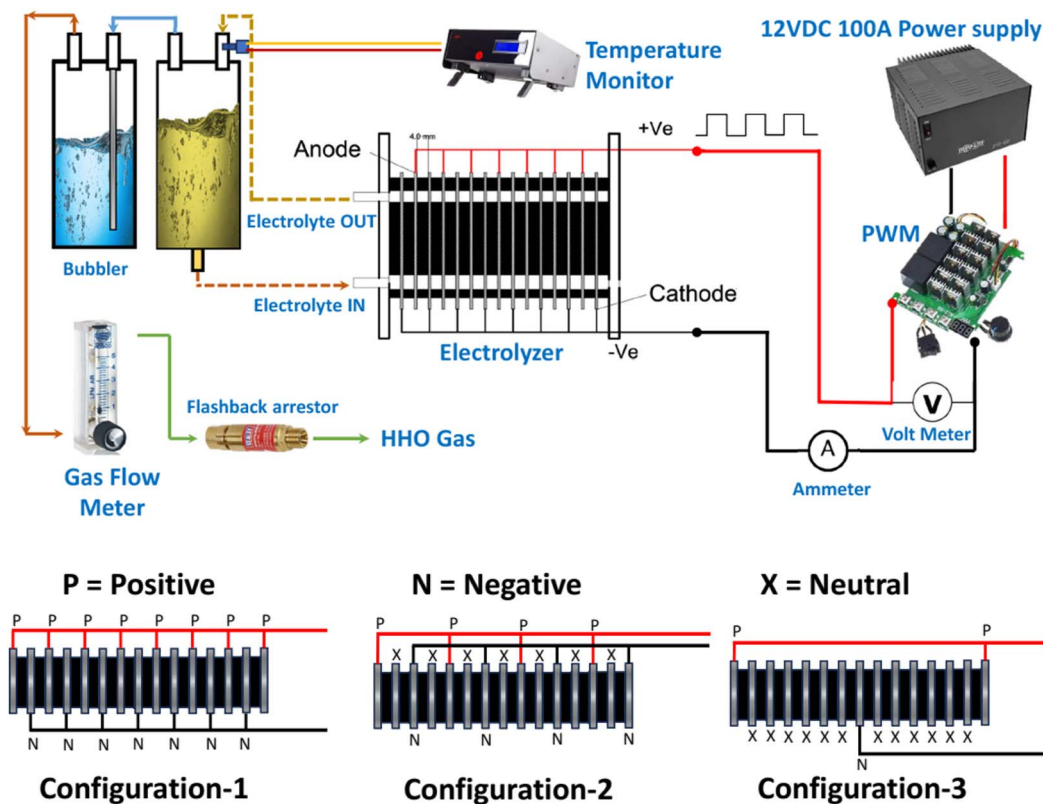 12VDC 100A Power supply
Temperature
Monitor
+Ve
4.0 mm
Anode
Electrolyte OUT
PWM
Bubbler
Electrolyte IN
Cathode
Electrolyzer
-Ve
Flashback arrestor
V
Volt Meter
HHO Gas
A
Gas Flow
Meter
Ammeter
P = Positive
N = Negative
X = Neutral
P P P P P P P P
N N N N N N N
Configuration-1
P P P P
X X X X X X X
N N N N
Configuration-2
P P
X X X X X X X X X X X X
N
Configuration-3